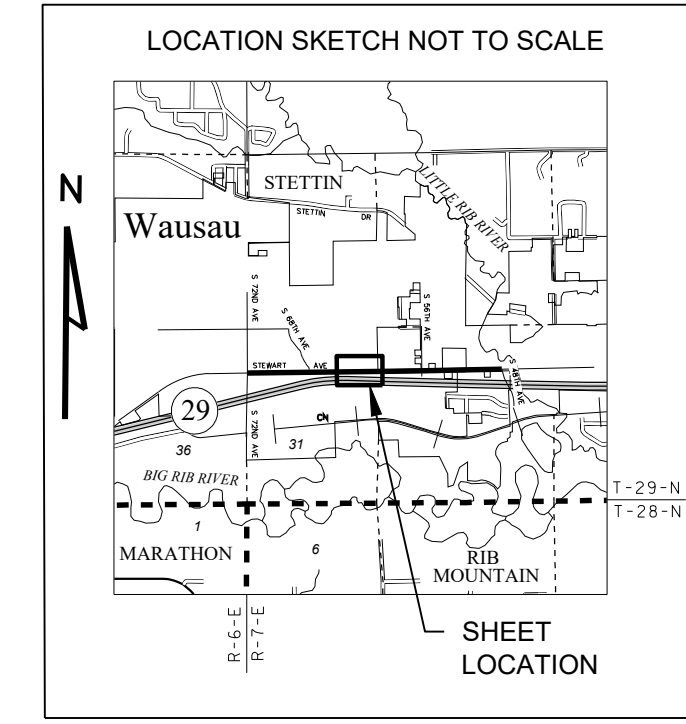 LOCATION SKETCH NOT TO SCALE
N
STETTIN
STETTIN DR
LITTLE RIB RIVER
Wausau
S 72ND AVE
S 68TH AVE
S 56TH AVE
STEWART AVE
S 48TH AVE
29
S 72ND AVE
CN
36
31
BIG RIB RIVER
T-29-N
T-28-N
1
6
MARATHON
RIB
MOUNTAIN
R-6-E
R-7-E
SHEET
LOCATION